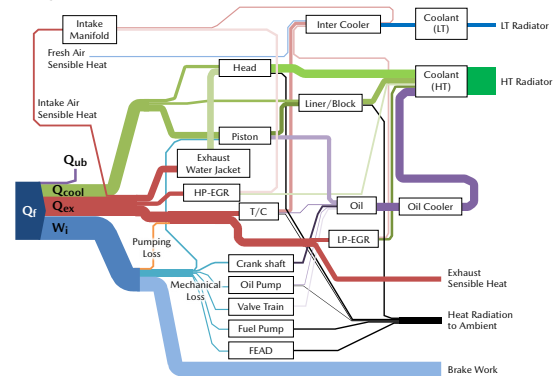 Intake
Manifold
Inter Cooler
Coolant
(LT)
LT Radiator
Fresh Air
Sensible Heat
Head
Coolant
(HT)
HT Radiator
Intake Air
Sensible Heat
Liner/Block
Piston
Exhaust
Water Jacket
Qub
Qcool
HP-EGR
Qf
Qex
T/C
Oil
Oil Cooler
Wi
LP-EGR
Pumping
Loss
Crank shaft
Mechanical
Loss
Oil Pump
Exhaust
Sensible Heat
Valve Train
Fuel Pump
Heat Radiation
to Ambient
FEAD
Brake Work